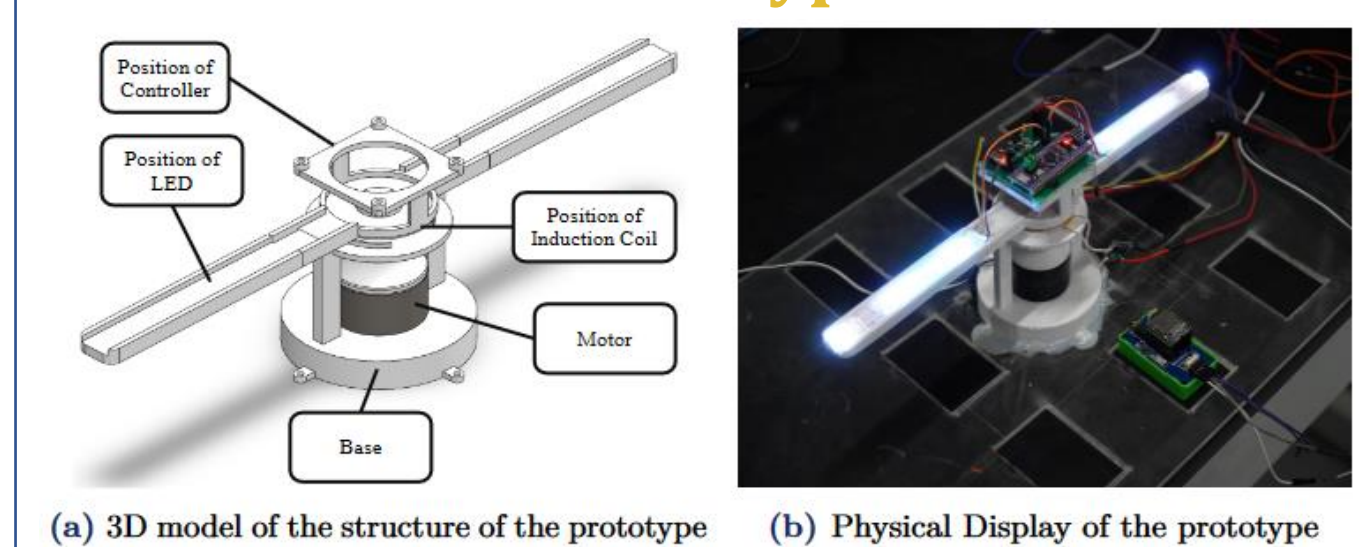 Position of
Controller
Position of
LED
Position of
Induction Coil
Motor
Base
(a) 3D model of the structure of the prototype
(b) Physical Display of the prototype